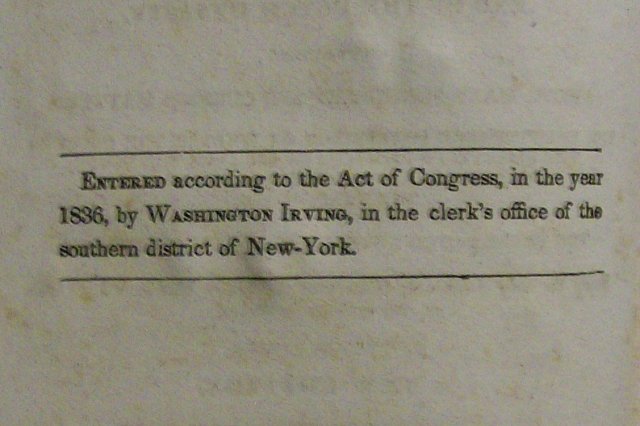 ENTERED according to the Act of Congress, in the year
1836, by WASHINGTON IRVING, in the clerk's office of the
southern district of New-York.